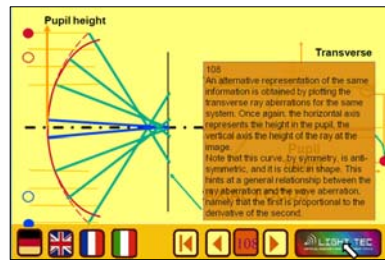 Pupil height
Transverse
108
An alternative representation of the same
information is obtained by plotting the
transverse ray aberrations for the same
system. Once again, the horizontal axis
represents the height in the pupil, the
vertical axis the height of the ray at the
image.
Note that this curve, by symmetry, is anti-
symmetric, and it is cubic in shape. This
hints at a general relationship between the
ray aberration and the wave aberration,
namely that the first is proportional to the
derivative of the second.
Pupil
108
LIGHT TEC